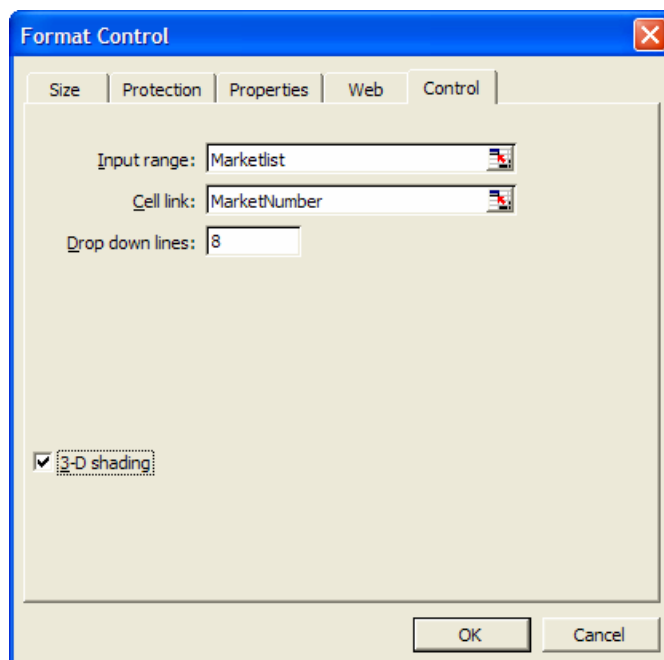 Format Control
Size Protection Properties Web Control
Input range: Marketlist
Cell link: MarketNumber
Drop down lines: 8
3-D shading
OK Cancel